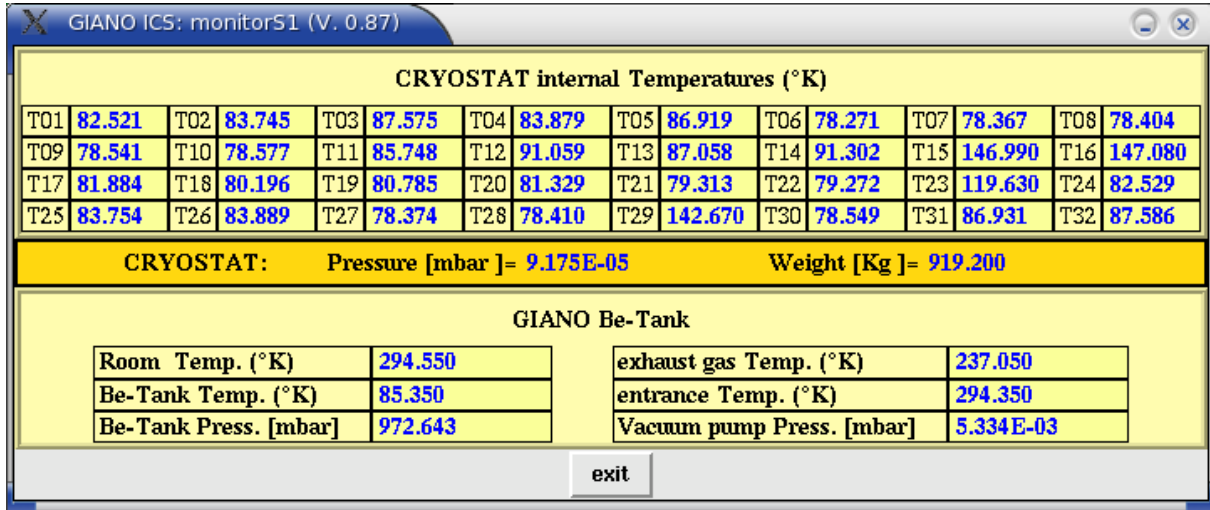 GIANO ICS: monitorS1 (V. 0.87)
CRYOSTAT internal Temperatures (°K)
T01 82.521 T02 83.745 T03 87.575 T04 83.879 T05 86.919 T06 78.271 T07 78.367 T08 78.404
T09 78.541 T10 78.577 T11 85.748 T12 91.059 T13 87.058 T14 91.302 T15 146.990 T16 147.080
T17 81.884 T18 80.196 T19 80.785 T20 81.329 T21 79.313 T22 79.272 T23 119.630 T24 82.529
T25 83.754 T26 83.889 T27 78.374 T28 78.410 T29 142.670 T30 78.549 T31 86.931 T32 87.586
CRYOSTAT: Pressure [mbar ]= 9.175E-05 Weight [Kg ]= 919.200
GIANO Be-Tank
Room Temp. (°K) 294.550 exhaust gas Temp. (°K) 237.050
Be-Tank Temp. (°K) 85.350 entrance Temp. (°K) 294.350
Be-Tank Press. [mbar] 972.643 Vacuum pump Press. [mbar] 5.334E-03
exit